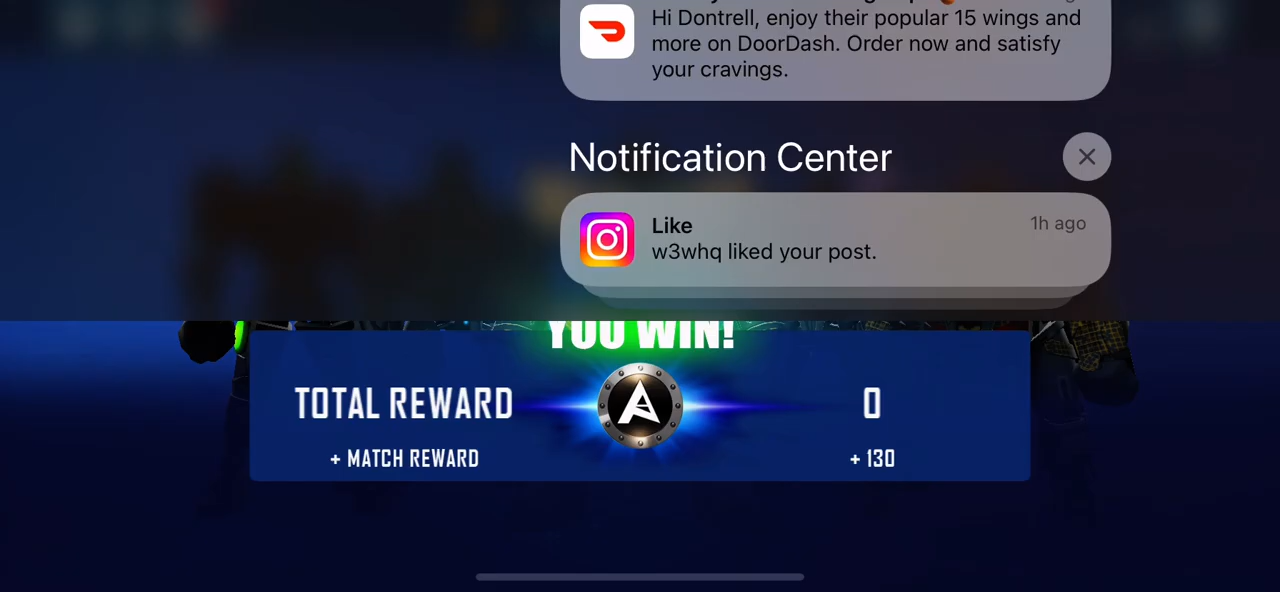 Hi Dontrell, enjoy their popular 15 wings and
more on DoorDash. Order now and satisfy
your cravings.
Notification Center
Like 1h ago
w3whq liked your post.
YOU WIN!
TOTAL REWARD 0
+ MATCH REWARD + 130